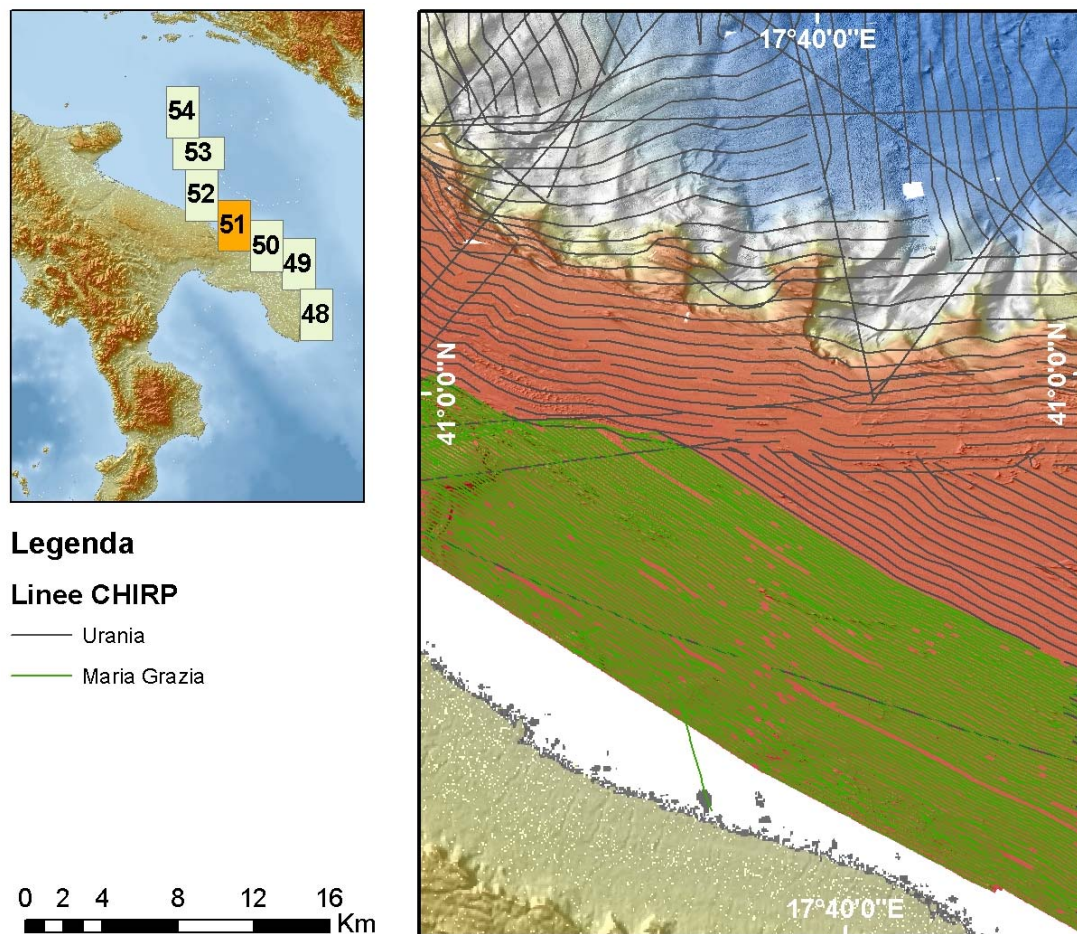 54
53
52
51
50
49
48
Legenda
Linee CHIRP
Urania
Maria Grazia
0 2 4 8 12 16
Km
17°40'0"E
41°0'0"N
41°0'0"N
17°40'0"E